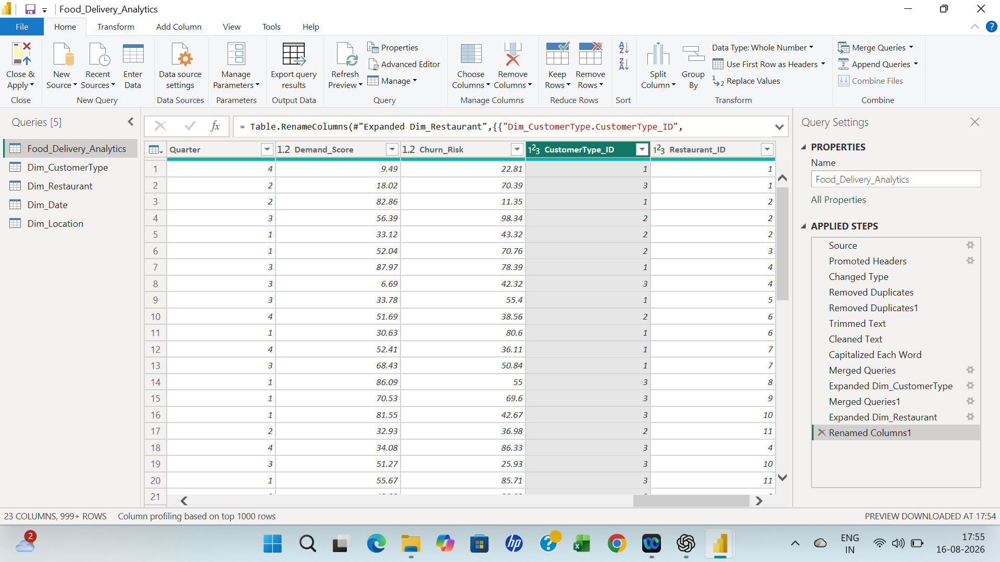 Food_Delivery_Analytics
File Home Transform Add Column View Tools Help
Close & Apply
Close
New Source
Recent Sources
Enter Data
New Query
Data source settings
Data Sources
Manage Parameters
Parameters
Export query results
Output Data
Refresh Preview
Properties
Advanced Editor
Manage
Query
Choose Columns
Remove Columns
Manage Columns
Keep Rows
Remove Rows
Reduce Rows
Sort
Split Column
Group By
Data Type: Whole Number
Use First Row as Headers
Replace Values
Transform
Merge Queries
Append Queries
Combine Files
Combine
Queries [5]
Food_Delivery_Analytics
Dim_CustomerType
Dim_Restaurant
Dim_Date
Dim_Location
fx = Table.RenameColumns(#"Expanded Dim_Restaurant",{{"Dim_CustomerType.CustomerType_ID",
Quarter 1.2 Demand_Score 1.2 Churn_Risk 123 CustomerType_ID 123 Restaurant_ID
1 4 9.49 22.81 1 1
2 2 18.02 70.39 3 1
3 2 82.86 11.35 1 2
4 3 56.39 98.34 2 2
5 1 33.12 43.32 2 2
6 1 52.04 70.76 2 3
7 3 87.97 78.39 1 4
8 3 6.69 42.32 3 4
9 3 33.78 55.4 1 5
10 4 51.69 38.56 2 6
11 1 30.63 80.6 1 6
12 4 52.41 36.11 1 7
13 3 68.43 50.84 1 7
14 1 86.09 55 3 8
15 1 70.53 69.6 3 9
16 1 81.55 42.67 3 10
17 2 32.93 36.98 2 11
18 4 34.08 86.33 3 4
19 3 51.27 25.93 3 10
20 1 55.67 85.71 3 11
21
Query Settings
PROPERTIES
Name
Food_Delivery_Analytics
All Properties
APPLIED STEPS
Source
Promoted Headers
Changed Type
Removed Duplicates
Removed Duplicates1
Trimmed Text
Cleaned Text
Capitalized Each Word
Merged Queries
Expanded Dim_CustomerType
Merged Queries1
Expanded Dim_Restaurant
Renamed Columns1
23 COLUMNS, 999+ ROWS Column profiling based on top 1000 rows
PREVIEW DOWNLOADED AT 17:54
2
hp
ENG
IN
17:55
16-08-2026